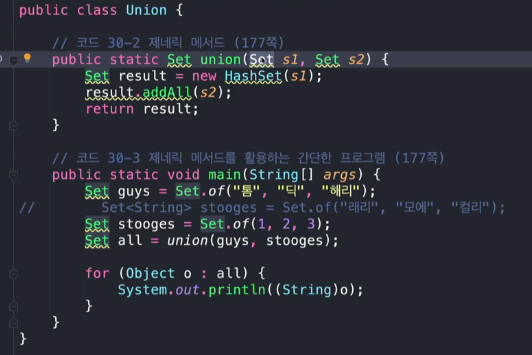 public class Union {
// 코드 30-2 제네릭 메서드 (177쪽)
public static Set union(Set s1, Set s2) {
Set result = new HashSet(s1);
result.addAll(s2);
return result;
}
// 코드 30-3 제네릭 메서드를 활용하는 간단한 프로그램 (177쪽)
public static void main(String[] args) {
Set guys = Set.of("톰", "딕", "해리");
// Set<String> stooges = Set.of("래리", "모에", "컬리");
Set stooges = Set.of(1, 2, 3);
Set all = union(guys, stooges);
for (Object o : all) {
System.out.println((String)o);
}
}
}